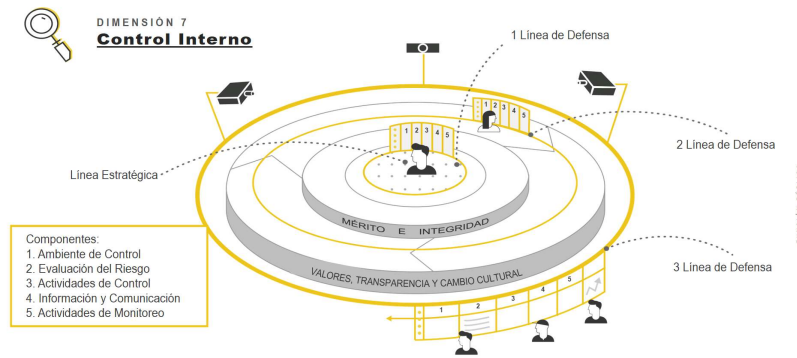 DIMENSIÓN 7
Control Interno
1 Línea de Defensa
1 2 3 4 5
1 2 3 4 5
2 Línea de Defensa
Línea Estratégica
MÉRITO E INTEGRIDAD
VALORES, TRANSPARENCIA Y CAMBIO CULTURAL
3 Línea de Defensa
1 2 3 4 5
Componentes:
1. Ambiente de Control
2. Evaluación del Riesgo
3. Actividades de Control
4. Información y Comunicación
5. Actividades de Monitoreo